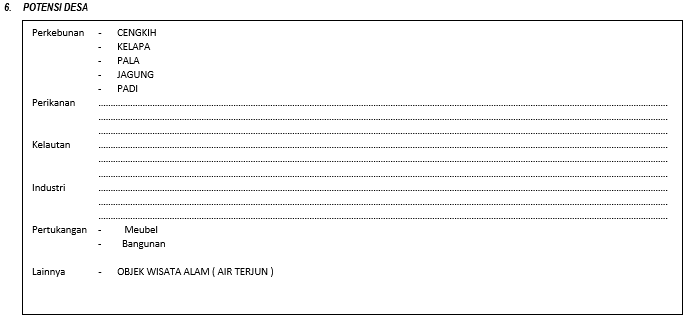 6. POTENSI DESA
Perkebunan - CENGKIH
- KELAPA
- PALA
- JAGUNG
- PADI
Perikanan
Kelautan
Industri
Pertukangan - Meubel
- Bangunan
Lainnya - OBJEK WISATA ALAM ( AIR TERJUN )